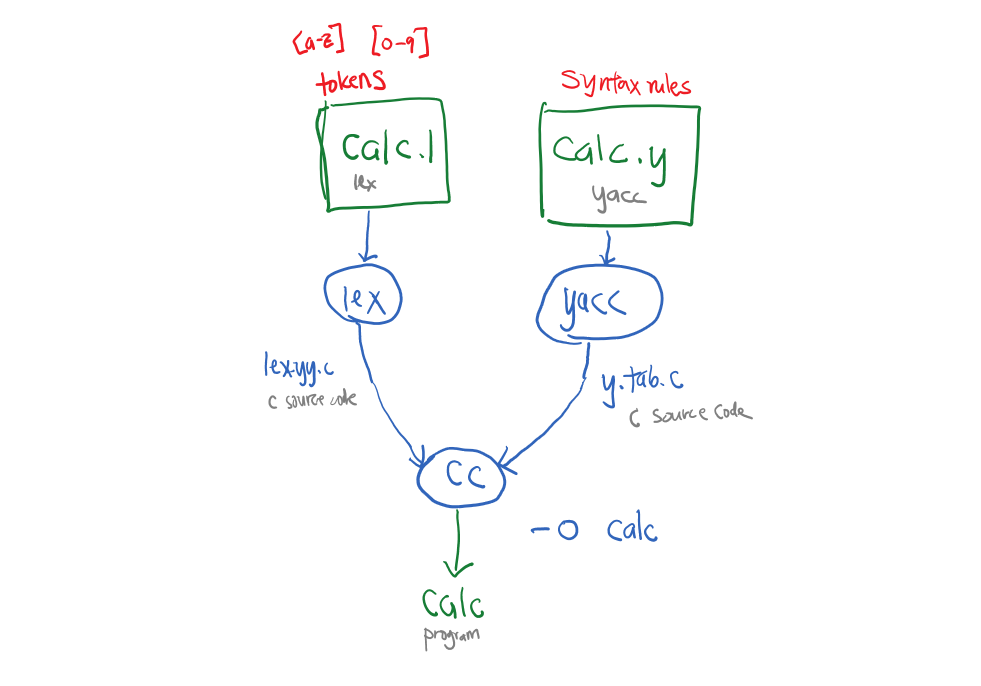 [a-z] [0-9]
tokens
Syntax rules
Calc.l
lex
Calc.y
yacc
lex
yacc
lex.yy.c
C source code
y.tab.c
C source code
CC
-o calc
Calc
program